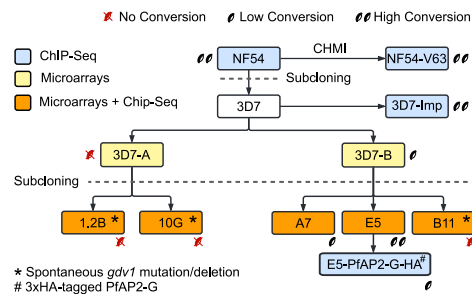 No Conversion Low Conversion High Conversion
ChIP-Seq
Microarrays
Microarrays + Chip-Seq
NF54 CHMI NF54-V63
Subcloning
3D7 3D7-Imp
3D7-A 3D7-B
Subcloning
1.2B* 10G* A7 E5 B11*
E5-PfAP2-G-HA#
* Spontaneous gdv1 mutation/deletion
# 3xHA-tagged PfAP2-G